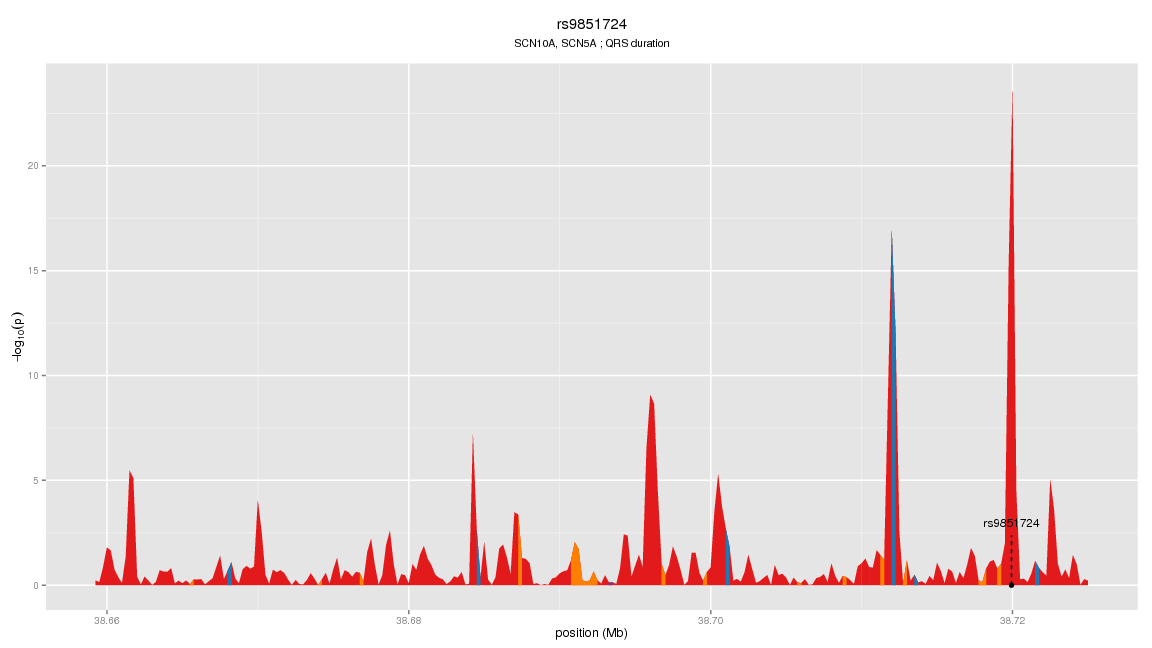 rs9851724
SCN10A, SCN5A ; QRS duration
−log10(p)
20
15
10
5
0
rs9851724
38.66
38.68
38.70
38.72
position (Mb)